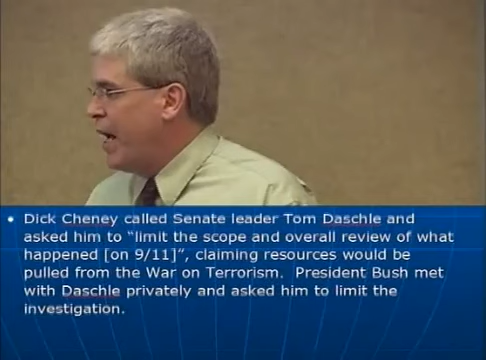 • Dick Cheney called Senate leader Tom Daschle and
asked him to “limit the scope and overall review of what
happened [on 9/11]”, claiming resources would be
pulled from the War on Terrorism.  President Bush met
with Daschle privately and asked him to limit the
investigation.